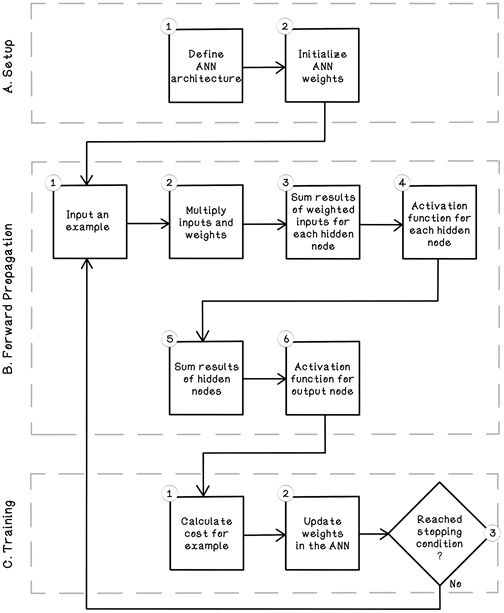 A. Setup
1
Define
ANN
architecture
2
Initialize
ANN
weights
B. Forward Propagation
1
Input an
example
2
Multiply
inputs and
weights
3
Sum results
of weighted
inputs for
each hidden
node
4
Activation
function for
each hidden
node
5
Sum results
of hidden
nodes
6
Activation
function for
output node
C. Training
1
Calculate
cost for
example
2
Update
weights
in the ANN
3
Reached
stopping
condition
?
No